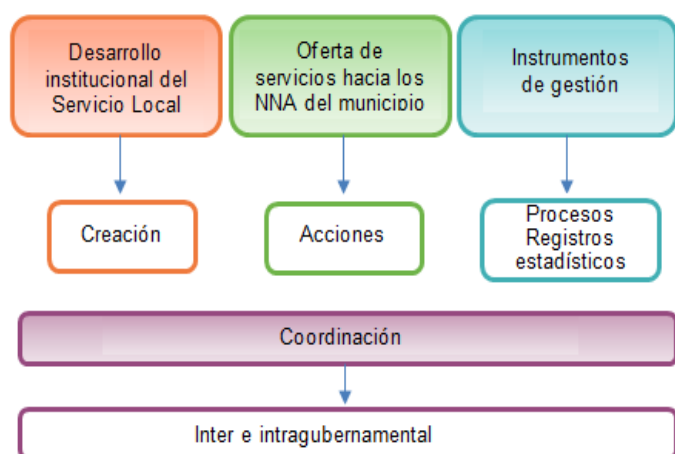 Desarrollo
institucional del
Servicio Local
Oferta de
servicios hacia los
NNA del municipio
Instrumentos
de gestión
Creación
Acciones
Procesos
Registros
estadísticos
Coordinación
Inter e intragubernamental